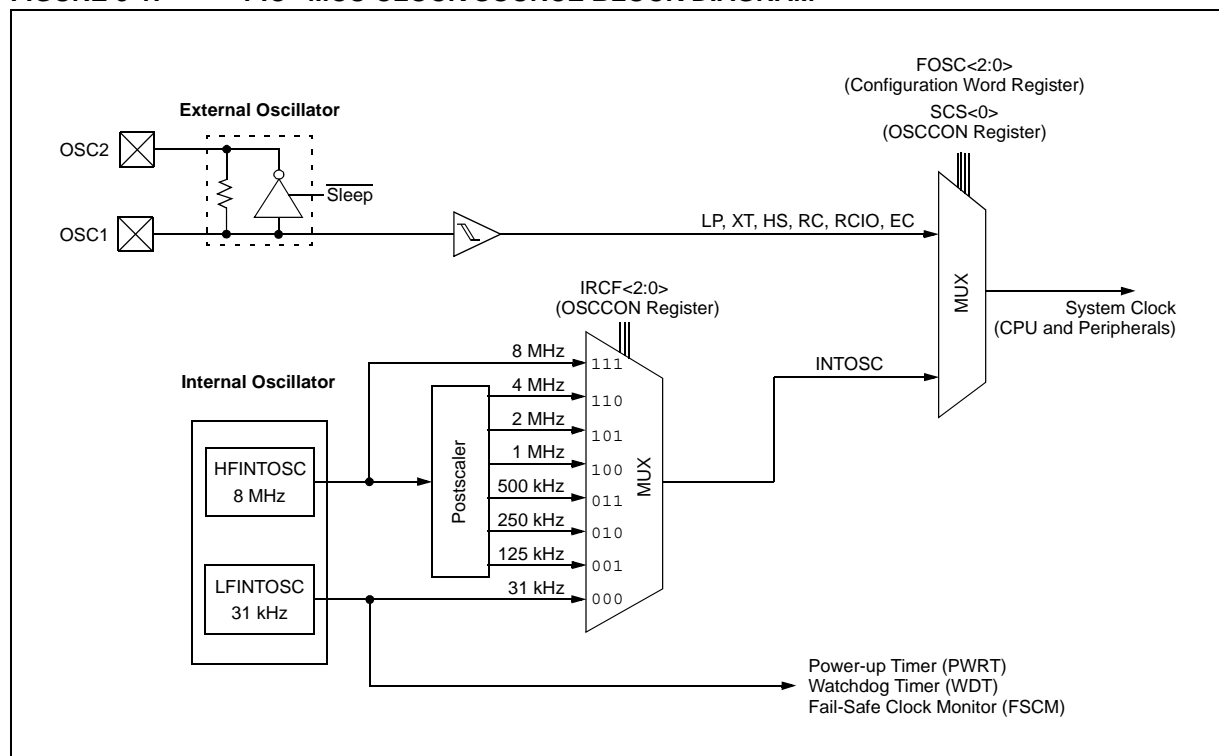 FOSC<2:0>
(Configuration Word Register)
SCS<0>
(OSCCON Register)
External Oscillator
OSC2
Sleep
OSC1
LP, XT, HS, RC, RCIO, EC
MUX
System Clock
(CPU and Peripherals)
IRCF<2:0>
(OSCCON Register)
8 MHz
111
INTOSC
Internal Oscillator
4 MHz
110
2 MHz
101
HFINTOSC
8 MHz
Postscaler
1 MHz
100
MUX
500 kHz
011
250 kHz
010
125 kHz
001
LFINTOSC
31 kHz
31 kHz
000
Power-up Timer (PWRT)
Watchdog Timer (WDT)
Fail-Safe Clock Monitor (FSCM)